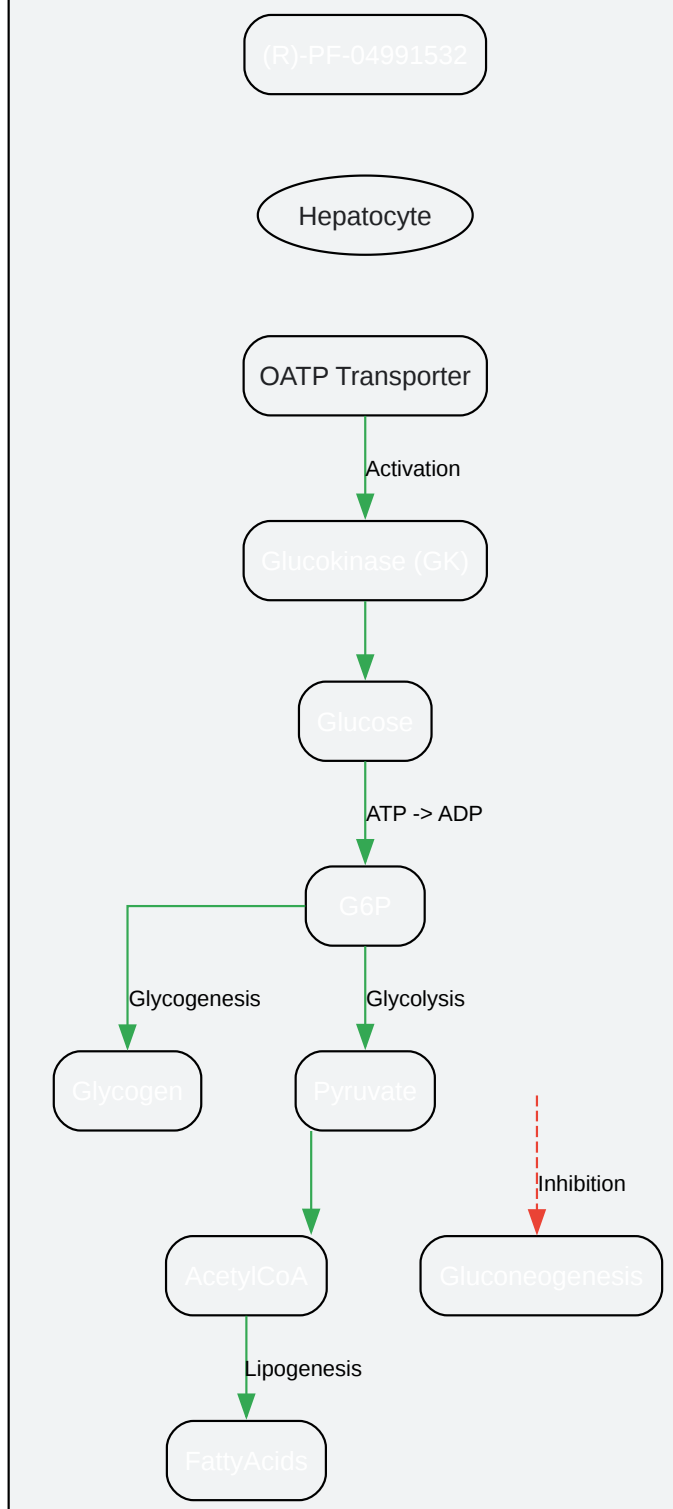 (R)-PF-04991532
Hepatocyte
OATP Transporter
Activation
Glucokinase (GK)
Glucose
ATP -> ADP
G6P
Glycogenesis
Glycolysis
Glycogen
Pyruvate
Inhibition
AcetylCoA
Gluconeogenesis
Lipogenesis
FattyAcids